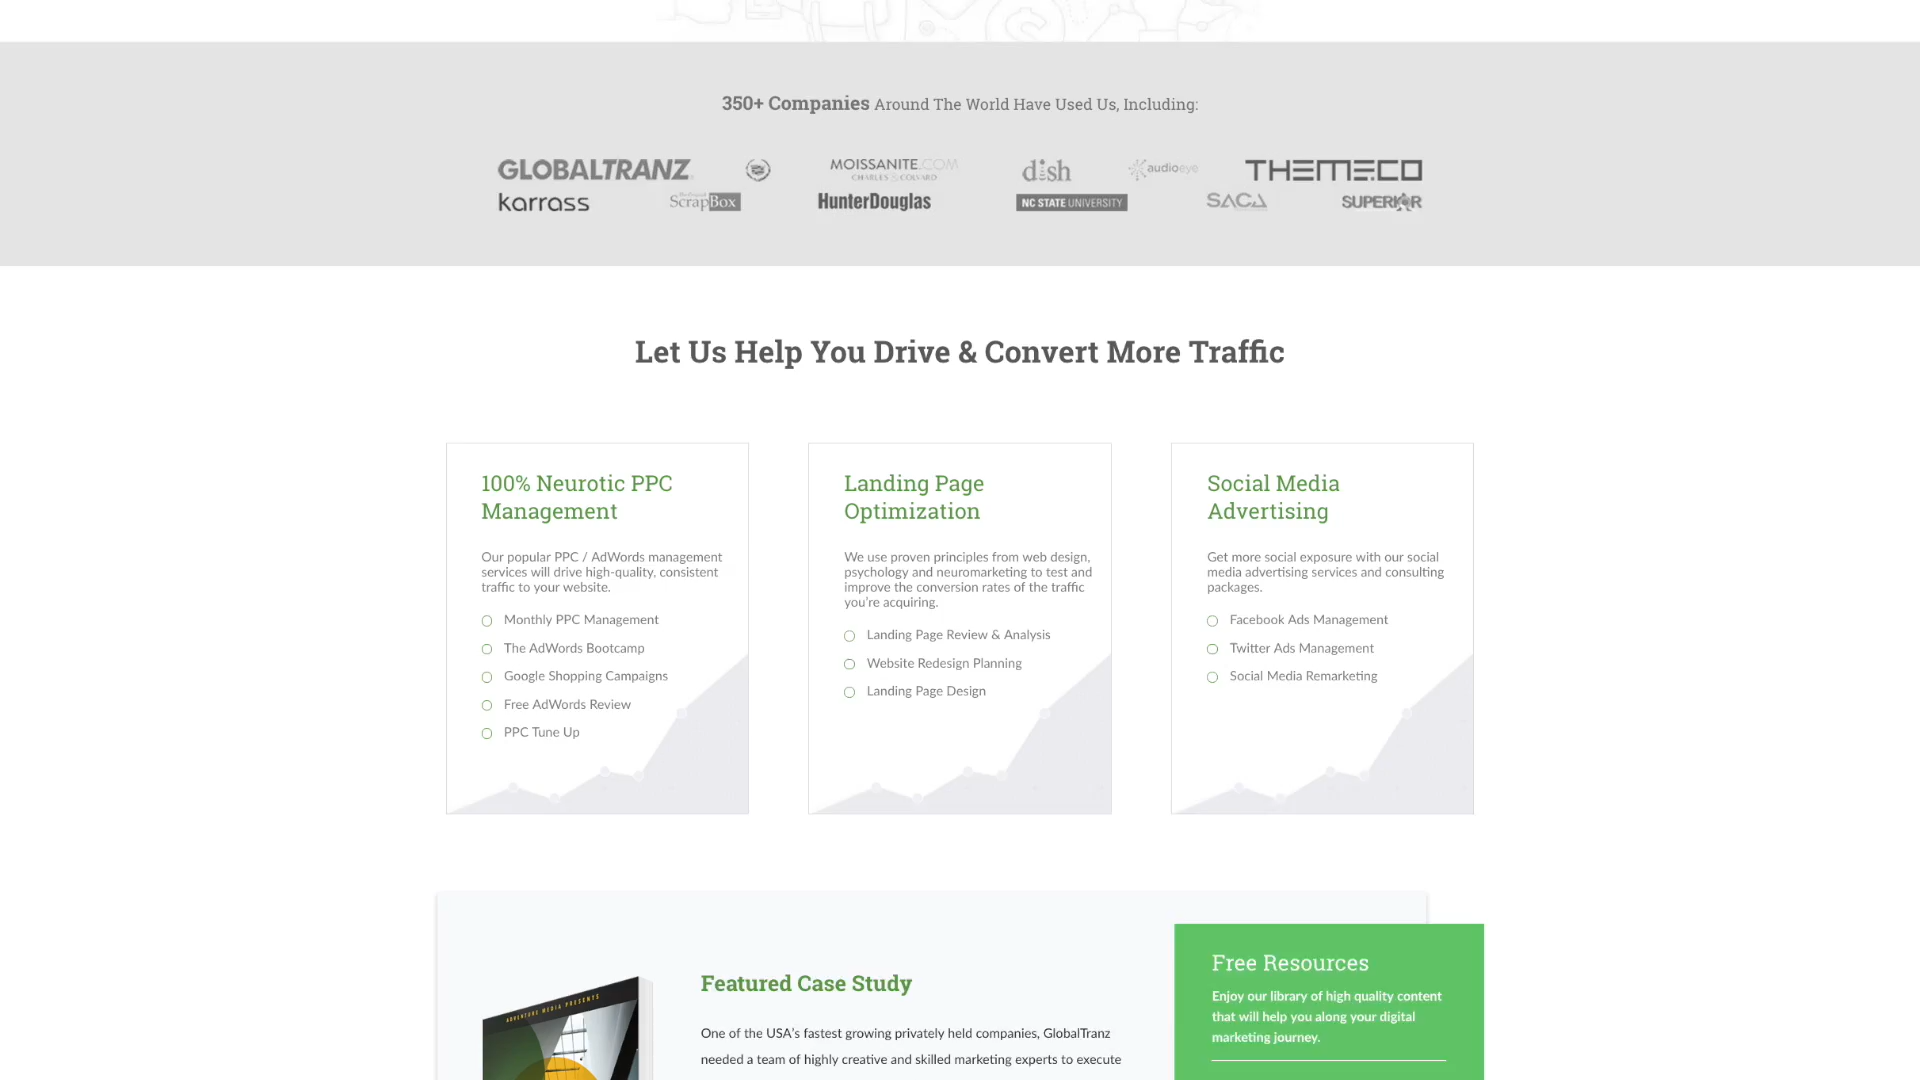 350+ Companies Around The World Have Used Us, Including:
GLOBALTRANZ
MOISSANITE.COM
CHARLES & COLVARD
dish
audioeye
THEMECO
karrass
ScrapBox
HunterDouglas
NC STATE UNIVERSITY
SACA
SUPERIOR
Let Us Help You Drive & Convert More Traffic
100% Neurotic PPC
Management
Our popular PPC / AdWords management
services will drive high-quality, consistent
traffic to your website.
Monthly PPC Management
The AdWords Bootcamp
Google Shopping Campaigns
Free AdWords Review
PPC Tune Up
Landing Page
Optimization
We use proven principles from web design,
psychology and neuromarketing to test and
improve the conversion rates of the traffic
you're acquiring.
Landing Page Review & Analysis
Website Redesign Planning
Landing Page Design
Social Media
Advertising
Get more social exposure with our social
media advertising services and consulting
packages.
Facebook Ads Management
Twitter Ads Management
Social Media Remarketing
ADVENTURE MEDIA PRESENTS
Featured Case Study
One of the USA's fastest growing privately held companies, GlobalTranz
needed a team of highly creative and skilled marketing experts to execute
Free Resources
Enjoy our library of high quality content
that will help you along your digital
marketing journey.